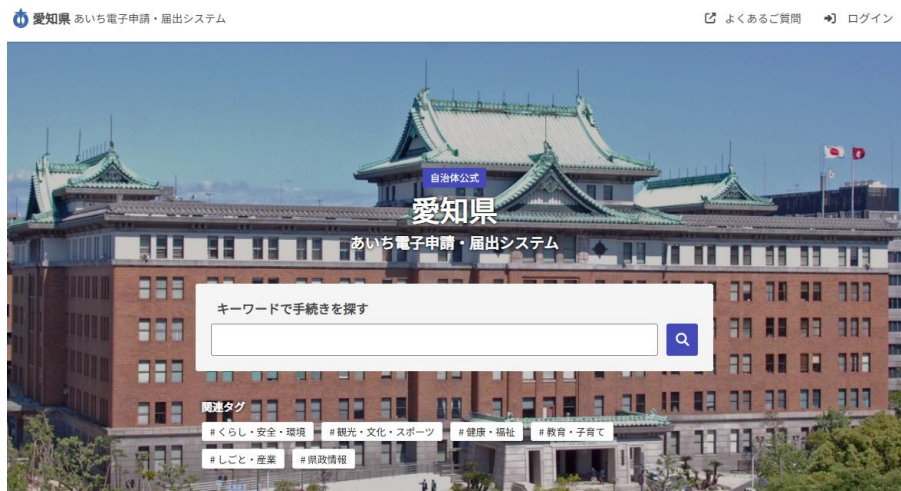 愛知県 あいち電子申請・届出システム
よくあるご質問 ログイン
自治体公式
愛知県
あいち電子申請・届出システム
キーワードで手続きを探す
関連タグ
#くらし・安全・環境 #観光・文化・スポーツ #健康・福祉 #教育・子育て
#しごと・産業 #県政情報